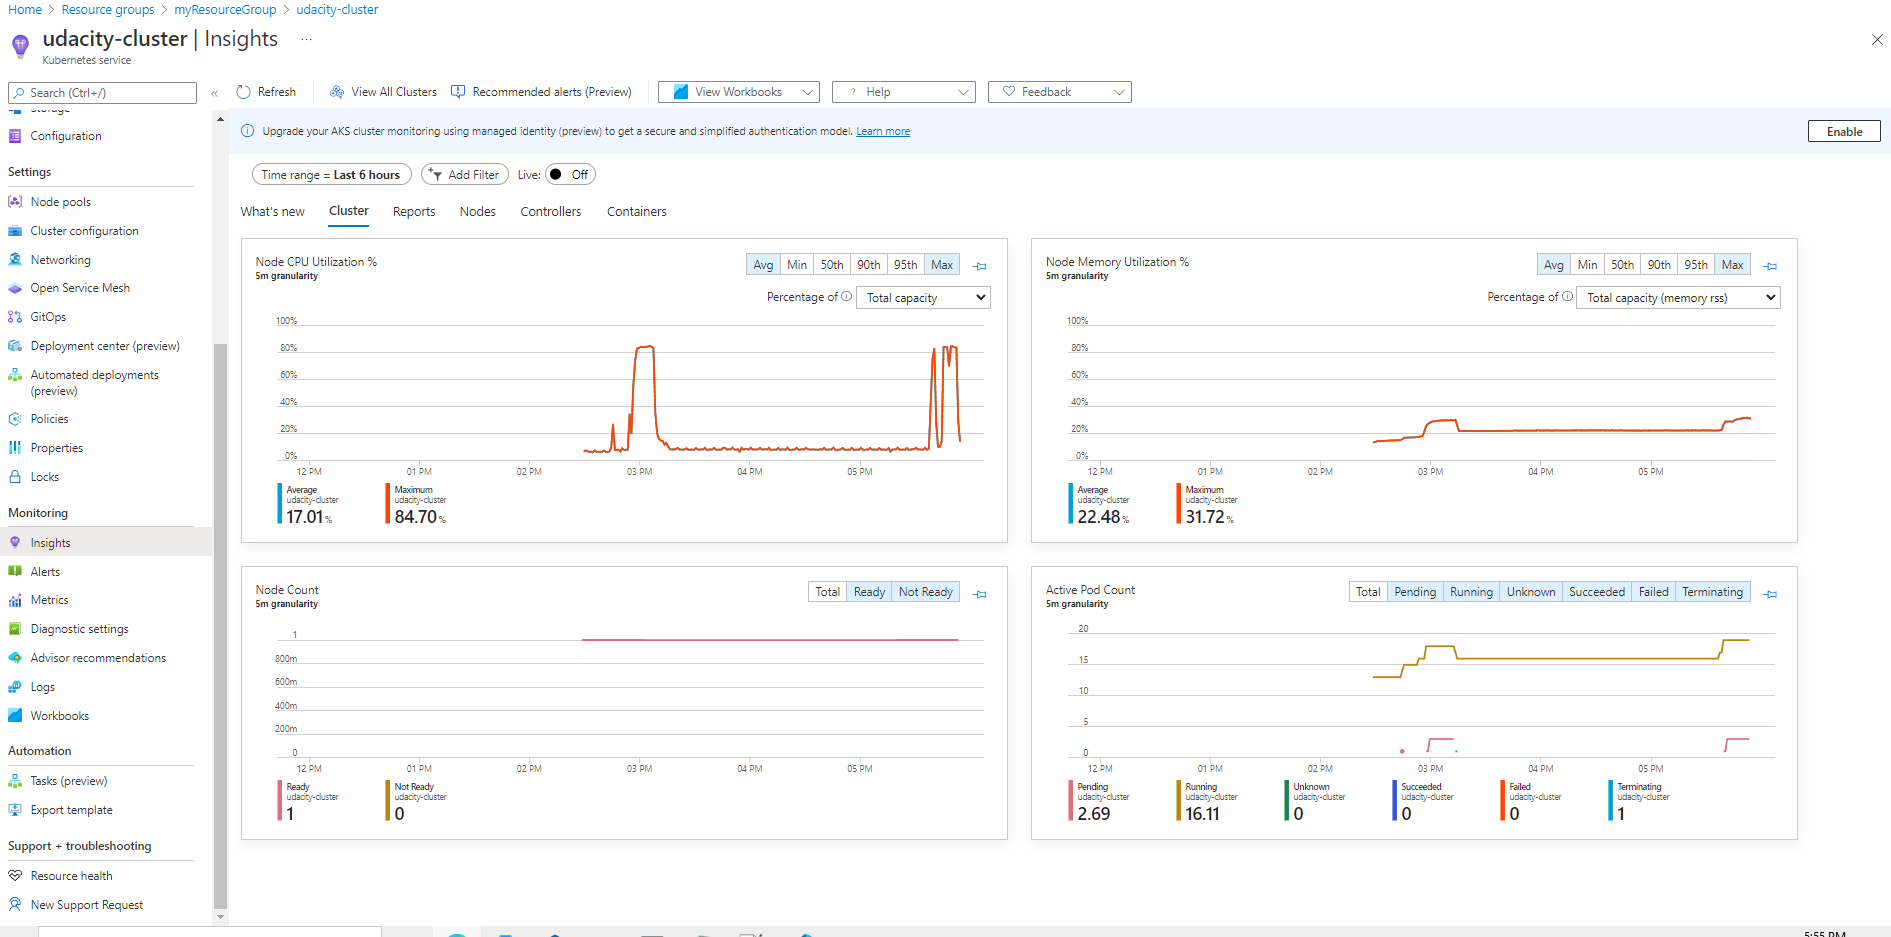 Home > Resource groups > myResourceGroup > udacity-cluster
udacity-cluster | Insights ...
Kubernetes service
Search (Ctrl+/)
«
Refresh
View All Clusters
Recommended alerts (Preview)
View Workbooks
? Help
Feedback
Storage
Configuration
Settings
Node pools
Cluster configuration
Networking
Open Service Mesh
GitOps
Deployment center (preview)
Automated deployments
(preview)
Policies
Properties
Locks
Monitoring
Insights
Alerts
Metrics
Diagnostic settings
Advisor recommendations
Logs
Workbooks
Automation
Tasks (preview)
Export template
Support + troubleshooting
Resource health
New Support Request
Upgrade your AKS cluster monitoring using managed identity (preview) to get a secure and simplified authentication model. Learn more
Enable
Time range = Last 6 hours
Add Filter
Live: Off
What's new Cluster Reports Nodes Controllers Containers
Node CPU Utilization %
5m granularity
Avg Min 50th 90th 95th Max
Percentage of Total capacity
100%
80%
60%
40%
20%
0%
12 PM 01 PM 02 PM 03 PM 04 PM 05 PM
Average
udacity-cluster
17.01 %
Maximum
udacity-cluster
84.70 %
Node Memory Utilization %
5m granularity
Avg Min 50th 90th 95th Max
Percentage of Total capacity (memory rss)
100%
80%
60%
40%
20%
0%
12 PM 01 PM 02 PM 03 PM 04 PM 05 PM
Average
udacity-cluster
22.48 %
Maximum
udacity-cluster
31.72 %
Node Count
5m granularity
Total Ready Not Ready
1
800m
600m
400m
200m
0
12 PM 01 PM 02 PM 03 PM 04 PM 05 PM
Ready
udacity-cluster
1
Not Ready
udacity-cluster
0
Active Pod Count
5m granularity
Total Pending Running Unknown Succeeded Failed Terminating
20
15
10
5
0
12 PM 01 PM 02 PM 03 PM 04 PM 05 PM
Pending
udacity-cluster
2.69
Running
udacity-cluster
16.11
Unknown
udacity-cluster
0
Succeeded
udacity-cluster
0
Failed
udacity-cluster
0
Terminating
udacity-cluster
1
5:55 PM